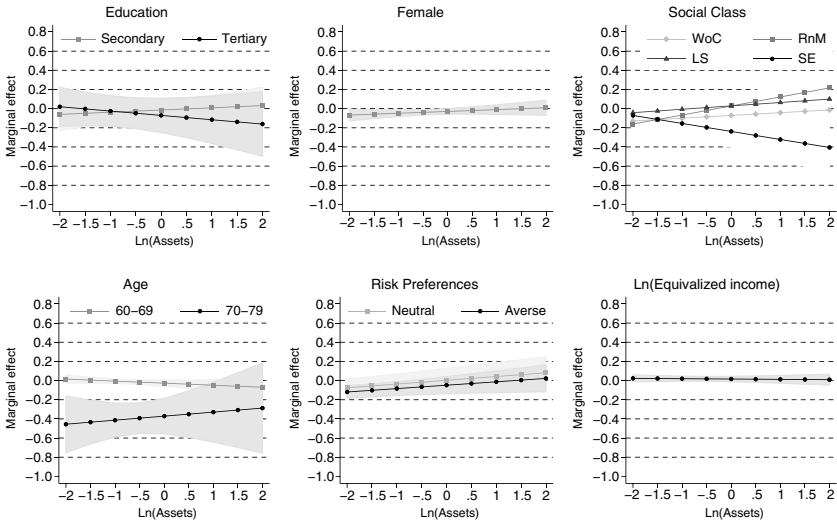 Education
Secondary Tertiary
0.8
0.6
0.4
0.2
0.0
−0.2
−0.4
−0.6
−0.8
−1.0
Marginal effect
−2 −1.5 −1 −.5 0 .5 1 1.5 2
Ln(Assets)
Female
0.8
0.6
0.4
0.2
0.0
−0.2
−0.4
−0.6
−0.8
−1.0
Marginal effect
−2 −1.5 −1 −.5 0 .5 1 1.5 2
Ln(Assets)
Social Class
WoC RnM
LS SE
0.8
0.6
0.4
0.2
0.0
−0.2
−0.4
−0.6
−0.8
−1.0
Marginal effect
−2 −1.5 −1 −.5 0 .5 1 1.5 2
Ln(Assets)
Age
60−69 70−79
0.8
0.6
0.4
0.2
0.0
−0.2
−0.4
−0.6
−0.8
−1.0
Marginal effect
−2 −1.5 −1 −.5 0 .5 1 1.5 2
Ln(Assets)
Risk Preferences
Neutral Averse
0.8
0.6
0.4
0.2
0.0
−0.2
−0.4
−0.6
−0.8
−1.0
Marginal effect
−2 −1.5 −1 −.5 0 .5 1 1.5 2
Ln(Assets)
Ln(Equivalized income)
0.8
0.6
0.4
0.2
0.0
−0.2
−0.4
−0.6
−0.8
−1.0
Marginal effect
−2 −1.5 −1 −.5 0 .5 1 1.5 2
Ln(Assets)